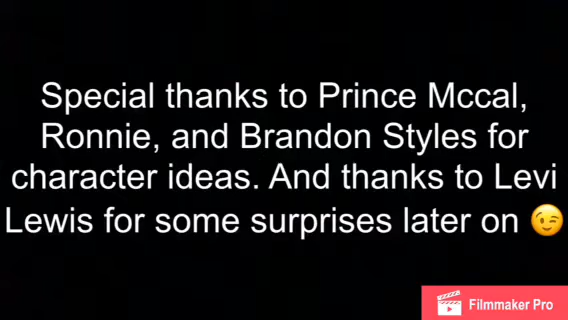 Special thanks to Prince Mccal,
Ronnie, and Brandon Styles for
character ideas. And thanks to Levi
Lewis for some surprises later on 😉
Filmmaker Pro